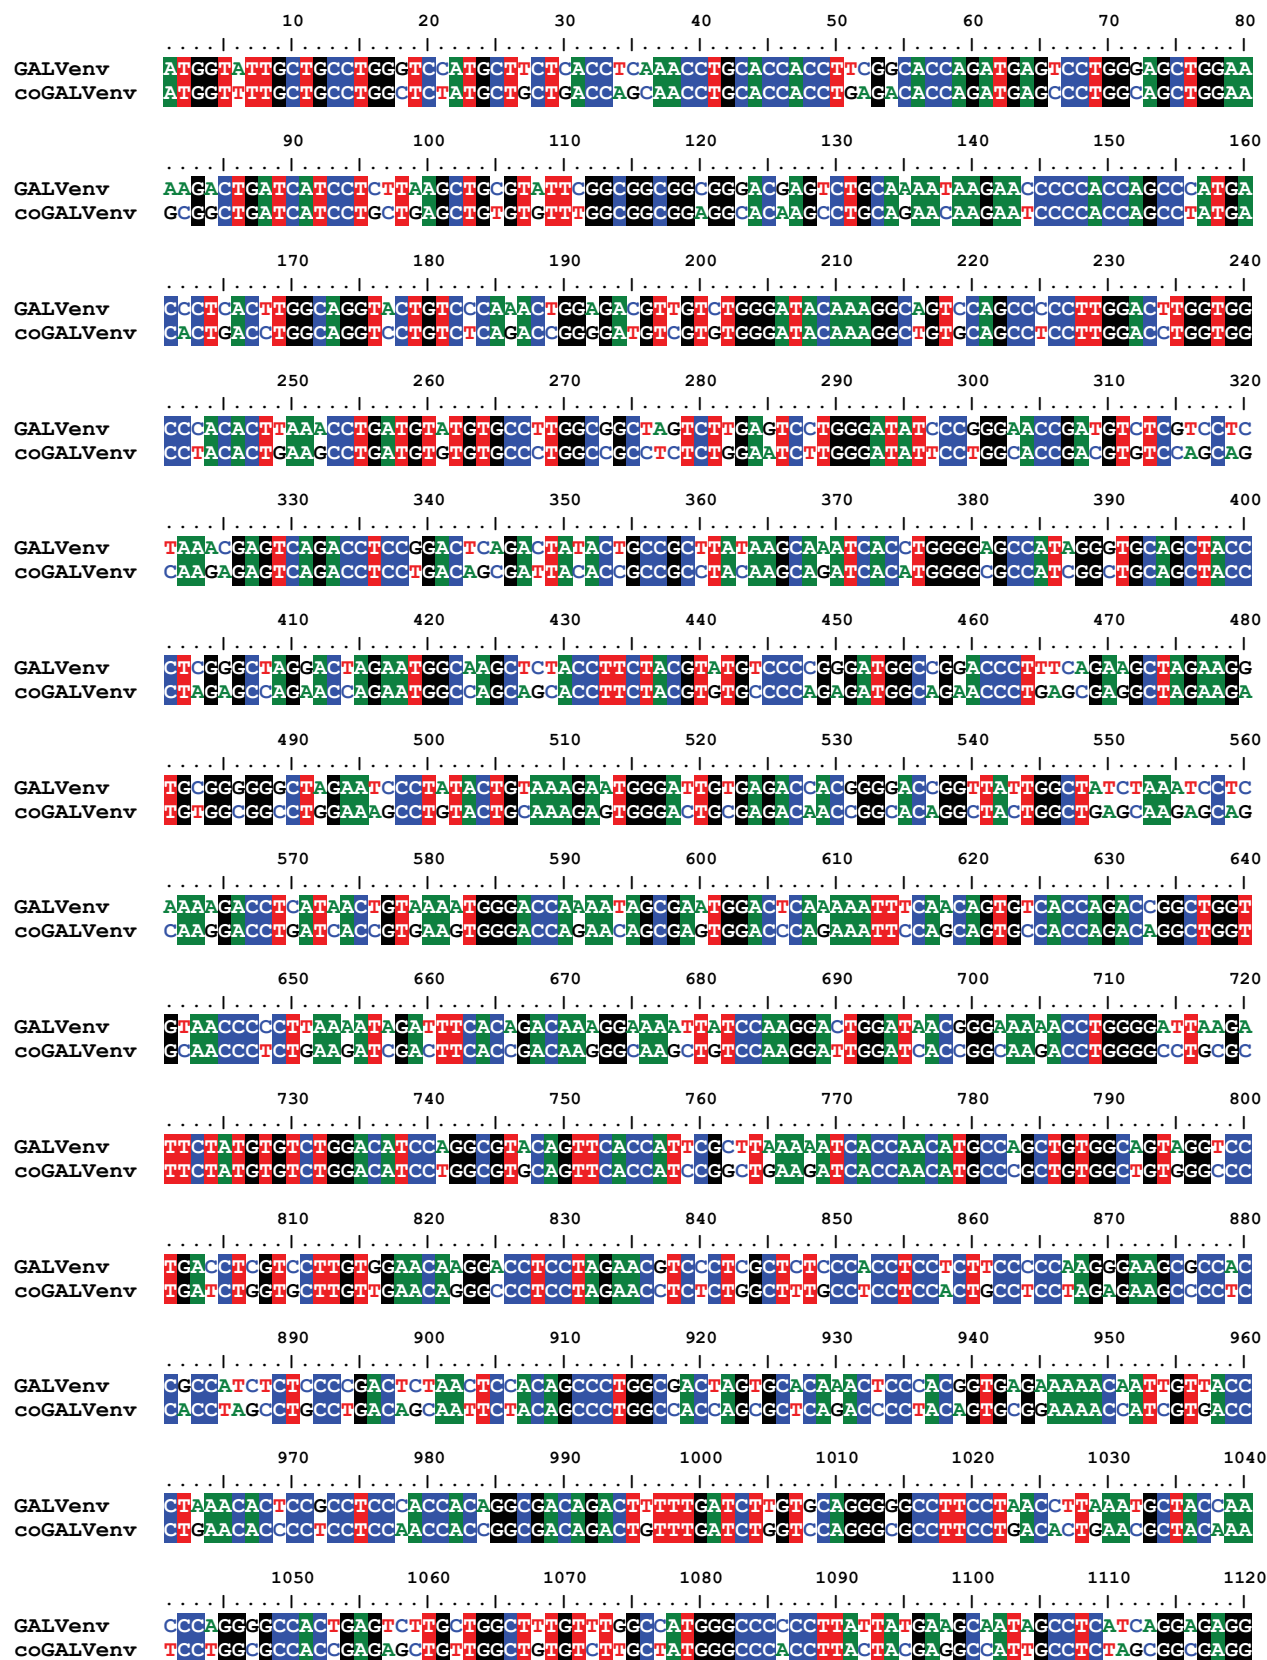 10 20 30 40 50 60 70 80
GALVenv ATGGTATTGCTGCCTGGGTCCATGCTTCTCACCTCAAACCTGCACCACCTTCGGCACCAGATGAGTCCTGGGAGCTGGAA
coGALVenv ATGGTTTTGCTGCCTGGCTCTATGCTGCTGACCAGCAACCTGCACCACCTGAGACACCAGATGAGCCCTGGCAGCTGGAA
90 100 110 120 130 140 150 160
GALVenv AAGACTGATCATCCTCTTAAGCTGCGTATTCGGCGGCGGCGGGACGAGTCTGCAAAATAAGAACCCCCACCAGCCCATGA
coGALVenv GCGGCTGATCATCCTGCTGAGCTGTGTGTTTGGCGGCGGAGGCACAAGCCTGCAGAACAAGAATCCCCACCAGCCTATGA
170 180 190 200 210 220 230 240
GALVenv CCCTCACTTGGCAGGTACTGTCCCAAACTGGAGACGTTGTCTGGGATACAAAGGCAGTCCAGCCCCCTTGGACTTGGTGG
coGALVenv CACTGACCTGGCAGGTCCTGTCTCAGACCGGGGATGTCGTGTGGGATACAAAGGCTGTGCAGCCTCCTTGGACCTGGTGG
250 260 270 280 290 300 310 320
GALVenv CCCACACTTAAACCTGATGTATGTGCCTTGGCGGCTAGTCTTGAGTCCTGGGATATCCCGGGAACCGATGTCTCGTCCTC
coGALVenv CCTACACTGAAGCCTGATGTGTGTGCCCTGGCCGCCTCTCTGGAATCTTGGGATATTCCTGGCACCGACGTGTCCAGCAG
330 340 350 360 370 380 390 400
GALVenv TAAACGAGTCAGACCTCCGGACTCAGACTATACTGCCGCTTATAAGCAAATCACCTGGGGAGCCATAGGGTGCAGCTACC
coGALVenv CAAGAGAGTCAGACCTCCTGACAGCGATTACACCGCCGCCTACAAGCAGATCACATGGGGCGCCATCGGCTGCAGCTACC
410 420 430 440 450 460 470 480
GALVenv CTCGGGCTAGGACTAGAATGGCAAGCTCTACCTTCTACGTATGTCCCCGGGATGGCCGGACCCTTTCAGAAGCTAGAAGG
coGALVenv CTAGAGCCAGAACCAGAATGGCCAGCAGCACCTTCTACGTGTGCCCCAGAGATGGCAGAACCCTGAGCGAGGCTAGAAGA
490 500 510 520 530 540 550 560
GALVenv TGCGGGGGGCTAGAATCCCTATACTGTAAAGAATGGGATTGTGAGACCACGGGGACCGGTTATTGGCTATCTAAATCCTC
coGALVenv TGTGGCGGCCTGGAAAGCCTGTACTGCAAAGAGTGGGACTGCGAGACAACCGGCACAGGCTACTGGCTGAGCAAGAGCAG
570 580 590 600 610 620 630 640
GALVenv AAAAGACCTCATAACTGTAAAATGGGACCAAAATAGCGAATGGACTCAAAAATTTCAACAGTGTCACCAGACCGGCTGGT
coGALVenv CAAGGACCTGATCACCGTGAAGTGGGACCAGAACAGCGAGTGGACCCAGAAATTCCAGCAGTGCCACCAGACAGGCTGGT
650 660 670 680 690 700 710 720
GALVenv GTAACCCCCTTAAAATAGATTTCACAGACAAAGGAAAATTATCCAAGGACTGGATAACGGGAAAAACCTGGGGATTAAGA
coGALVenv GCAACCCTCTGAAGATCGACTTCACCGACAAGGGCAAGCTGTCCAAGGATTGGATCACCGGCAAGACCTGGGGCCTGCGC
730 740 750 760 770 780 790 800
GALVenv TTCTATGTGTCTGGACATCCAGGCGTACAGTTCACCATTCGCTTAAAAATCACCAACATGCCAGCTGTGGCAGTAGGTCC
coGALVenv TTCTATGTGTCTGGACATCCTGGCGTGCAGTTCACCATCCGGCTGAAGATCACCAACATGCCCGCTGTGGCTGTGGGCCC
810 820 830 840 850 860 870 880
GALVenv TGACCTCGTCCTTGTGGAACAAGGACCTCCTAGAACGTCCCTCGCTCTCCCACCTCCTCTTCCCCCAAGGGAAGCGCCAC
coGALVenv TGATCTGGTGCTTGTTGAACAGGGCCCTCCTAGAACCTCTCTGGCTTTGCCTCCTCCACTGCCTCCTAGAGAAGCCCCTC
890 900 910 920 930 940 950 960
GALVenv CGCCATCTCTCCCCGACTCTAACTCCACAGCCCTGGCGACTAGTGCACAAACTCCCACGGTGAGAAAAACAATTGTTACC
coGALVenv CACCTAGCCTGCCTGACAGCAATTCTACAGCCCTGGCCACCAGCGCTCAGACCCCTACAGTGCGGAAAACCATCGTGACC
970 980 990 1000 1010 1020 1030 1040
GALVenv CTAAACACTCCGCCTCCCACCACAGGCGACAGACTTTTTGATCTTGTGCAGGGGGCCTTCCTAACCTTAAATGCTACCAA
coGALVenv CTGAACACCCCTCCTCCAACCACCGGCGACAGACTGTTTGATCTGGTCCAGGGCGCCTTCCTGACACTGAACGCTACAAA
1050 1060 1070 1080 1090 1100 1110 1120
GALVenv CCCAGGGGCCACTGAGTCTTGCTGGCTTTGTTTGGCCATGGGCCCCCCTTATTATGAAGCAATAGCCTCATCAGGAGAGG
coGALVenv TCCTGGCGCCACCGAGAGCTGTTGGCTGTGTCTTGCTATGGGCCCACCTTACTACGAGGCCATTGCCTCTAGCGGCGAGG